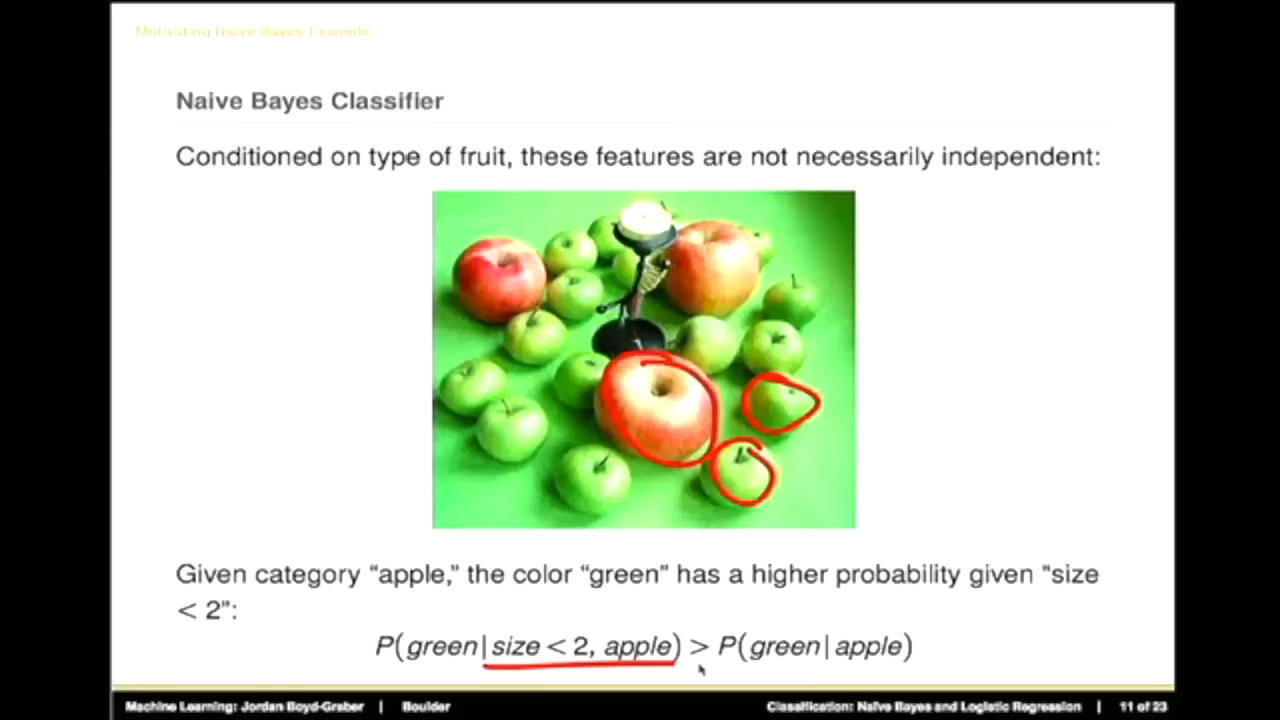 Motivating Naive Bayes Example
Naive Bayes Classifier
Conditioned on type of fruit, these features are not necessarily independent:
Given category “apple,” the color “green” has a higher probability given “size
< 2”:
P(green|size < 2, apple) > P(green|apple)
Machine Learning: Jordan Boyd-Graber | Boulder Classification: Naive Bayes and Logistic Regression | 11 of 23